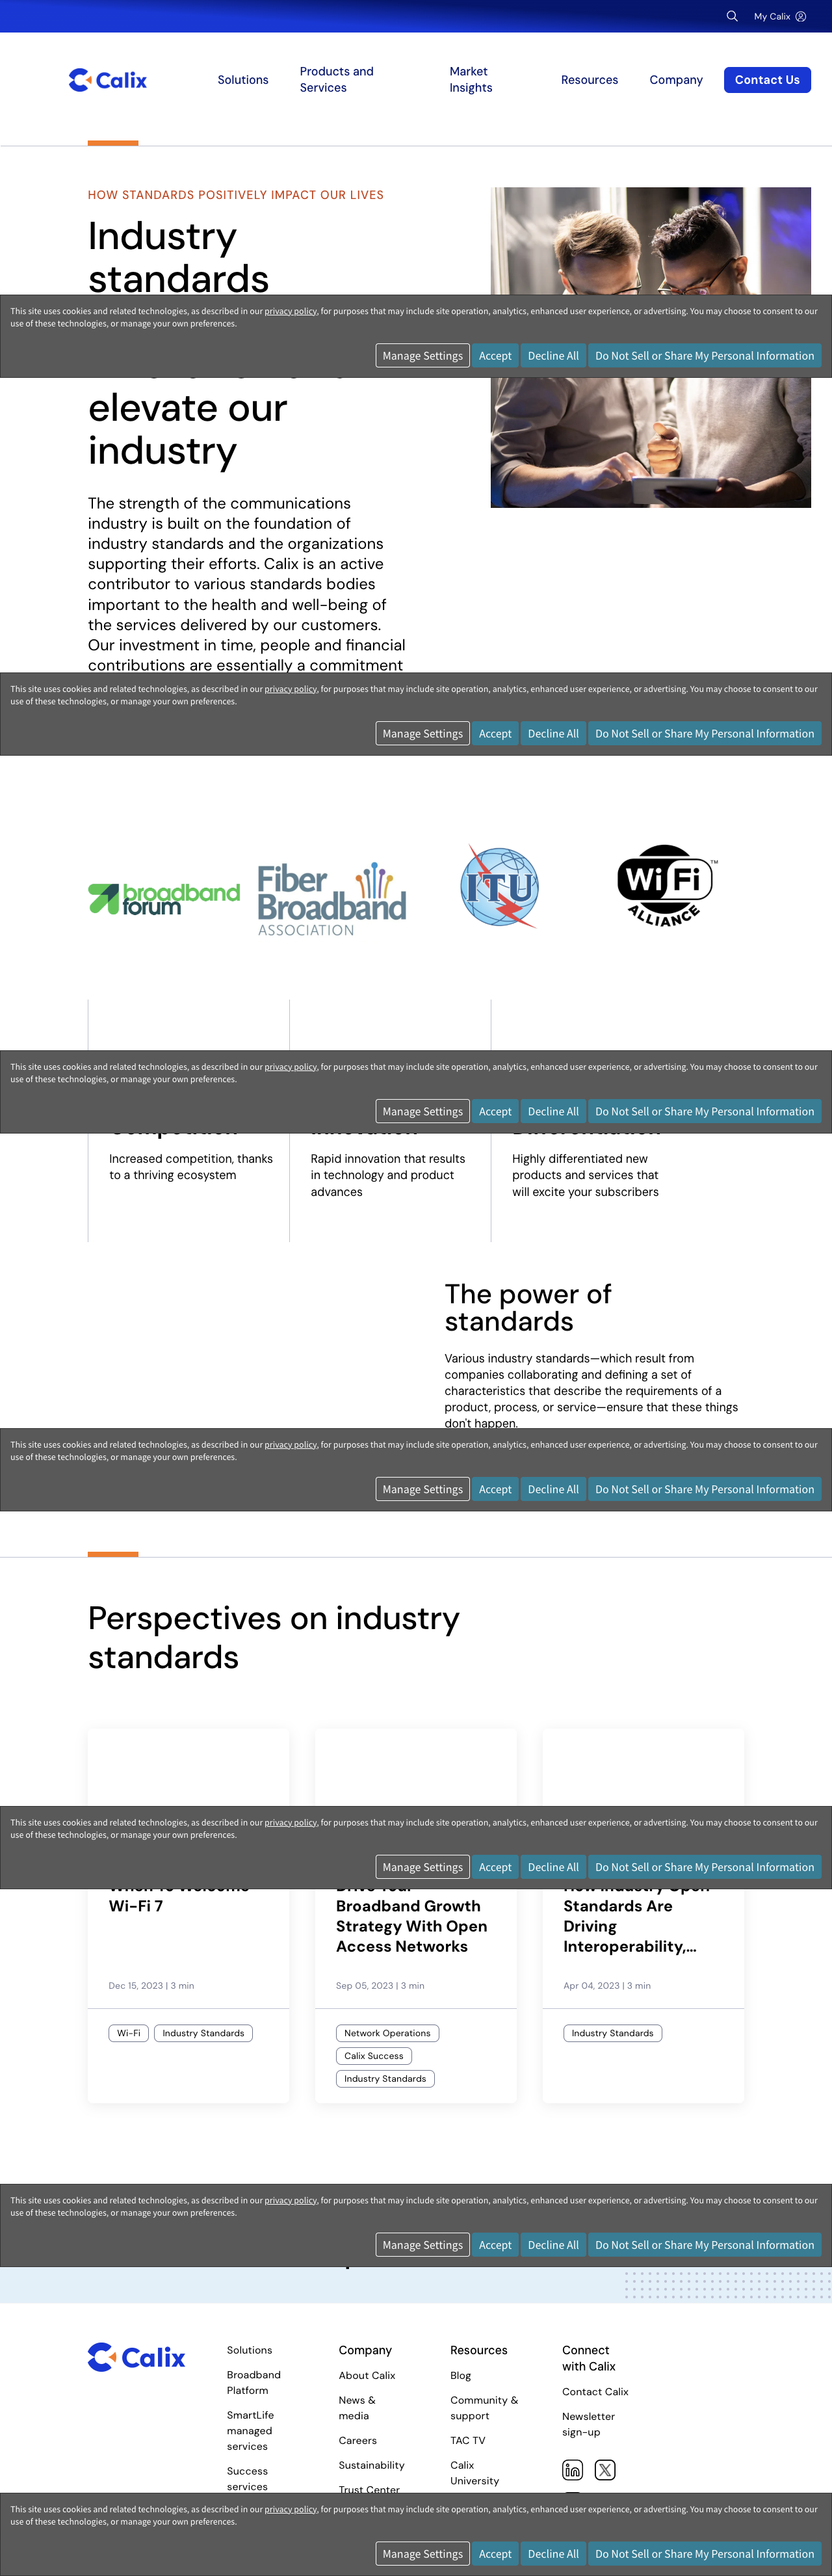 My Calix
Calix
Solutions
Products and
Services
Market
Insights
Resources
Company
Contact Us
HOW STANDARDS POSITIVELY IMPACT OUR LIVES
Industry
standards
This site uses cookies and related technologies, as described in our privacy policy, for purposes that may include site operation, analytics, enhanced user experience, or advertising. You may choose to consent to our
use of these technologies, or manage your own preferences.
Manage Settings Accept Decline All Do Not Sell or Share My Personal Information
elevate our
industry
The strength of the communications
industry is built on the foundation of
industry standards and the organizations
supporting their efforts. Calix is an active
contributor to various standards bodies
important to the health and well-being of
the services delivered by our customers.
Our investment in time, people and financial
contributions are essentially a commitment
This site uses cookies and related technologies, as described in our privacy policy, for purposes that may include site operation, analytics, enhanced user experience, or advertising. You may choose to consent to our
use of these technologies, or manage your own preferences.
Manage Settings Accept Decline All Do Not Sell or Share My Personal Information
broadband
forum
Fiber
Broadband
ASSOCIATION
ITU
Wi Fi
TM
ALLIANCE
This site uses cookies and related technologies, as described in our privacy policy, for purposes that may include site operation, analytics, enhanced user experience, or advertising. You may choose to consent to our
use of these technologies, or manage your own preferences.
Manage Settings Accept Decline All Do Not Sell or Share My Personal Information
Increased competition, thanks
to a thriving ecosystem
Rapid innovation that results
in technology and product
advances
Highly differentiated new
products and services that
will excite your subscribers
The power of
standards
Various industry standards—which result from
companies collaborating and defining a set of
characteristics that describe the requirements of a
product, process, or service—ensure that these things
don't happen.
This site uses cookies and related technologies, as described in our privacy policy, for purposes that may include site operation, analytics, enhanced user experience, or advertising. You may choose to consent to our
use of these technologies, or manage your own preferences.
Manage Settings Accept Decline All Do Not Sell or Share My Personal Information
Perspectives on industry
standards
This site uses cookies and related technologies, as described in our privacy policy, for purposes that may include site operation, analytics, enhanced user experience, or advertising. You may choose to consent to our
use of these technologies, or manage your own preferences.
Manage Settings Accept Decline All Do Not Sell or Share My Personal Information
When To Welcome
Wi-Fi 7
Dec 15, 2023 | 3 min
Wi-Fi Industry Standards
Drive Your
Broadband Growth
Strategy With Open
Access Networks
Sep 05, 2023 | 3 min
Network Operations
Calix Success
Industry Standards
How Industry Open
Standards Are
Driving
Interoperability,...
Apr 04, 2023 | 3 min
Industry Standards
This site uses cookies and related technologies, as described in our privacy policy, for purposes that may include site operation, analytics, enhanced user experience, or advertising. You may choose to consent to our
use of these technologies, or manage your own preferences.
Manage Settings Accept Decline All Do Not Sell or Share My Personal Information
Calix
Solutions
Broadband
Platform
SmartLife
managed
services
Success
services
Company
About Calix
News &
media
Careers
Sustainability
Trust Center
Resources
Blog
Community &
support
TAC TV
Calix
University
Connect
with Calix
Contact Calix
Newsletter
sign-up
This site uses cookies and related technologies, as described in our privacy policy, for purposes that may include site operation, analytics, enhanced user experience, or advertising. You may choose to consent to our
use of these technologies, or manage your own preferences.
Manage Settings Accept Decline All Do Not Sell or Share My Personal Information